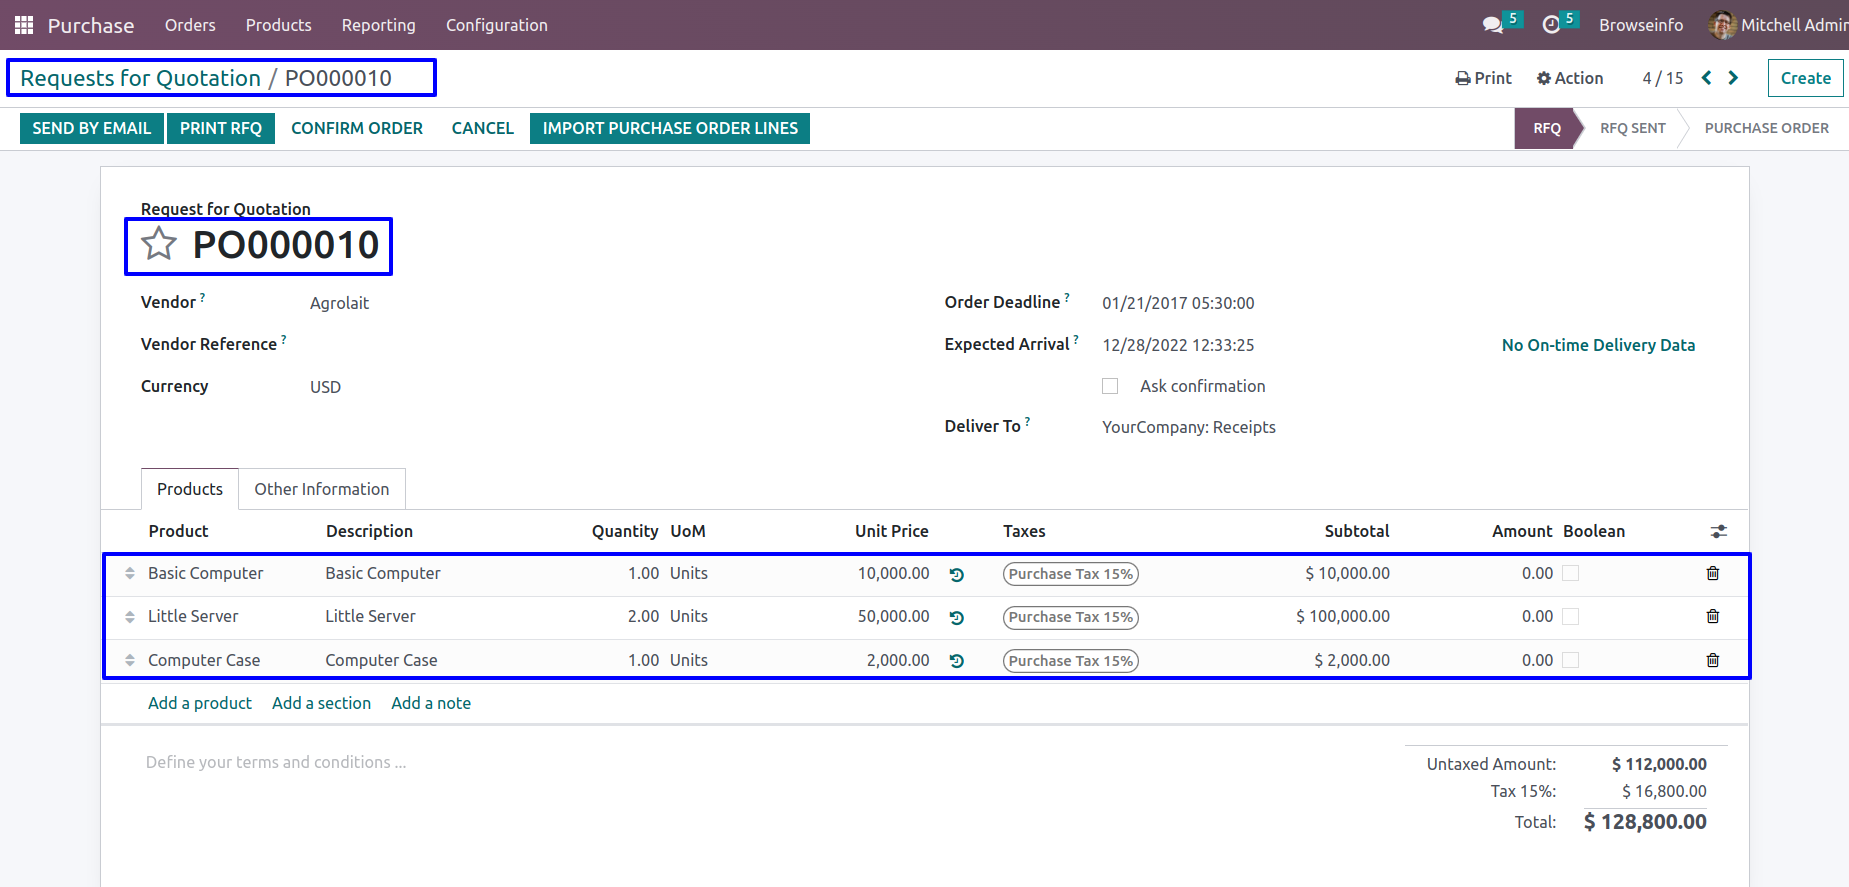 Purchase Orders Products Reporting Configuration 5 5 Browseinfo Mitchell Admin
Requests for Quotation / PO000010 Print Action 4 / 15 Create
SEND BY EMAIL PRINT RFQ CONFIRM ORDER CANCEL IMPORT PURCHASE ORDER LINES RFQ RFQ SENT PURCHASE ORDER
Request for Quotation
PO000010
Vendor ? Agrolait Order Deadline ? 01/21/2017 05:30:00
Vendor Reference ? Expected Arrival ? 12/28/2022 12:33:25 No On-time Delivery Data
Currency USD Ask confirmation
Deliver To ? YourCompany: Receipts
Products Other Information
Product Description Quantity UoM Unit Price Taxes Subtotal Amount Boolean
Basic Computer Basic Computer 1.00 Units 10,000.00 Purchase Tax 15% $ 10,000.00 0.00
Little Server Little Server 2.00 Units 50,000.00 Purchase Tax 15% $ 100,000.00 0.00
Computer Case Computer Case 1.00 Units 2,000.00 Purchase Tax 15% $ 2,000.00 0.00
Add a product Add a section Add a note
Define your terms and conditions ...
Untaxed Amount: $ 112,000.00
Tax 15%: $ 16,800.00
Total: $ 128,800.00